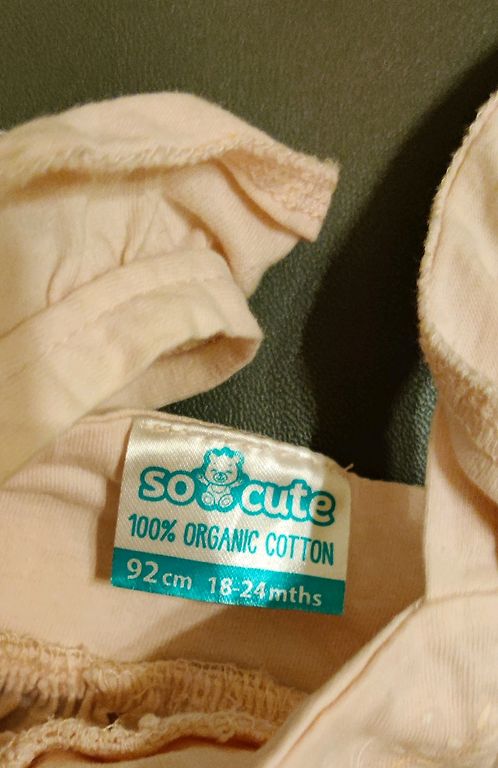 so cute
100% ORGANIC COTTON
92cm 18-24mths